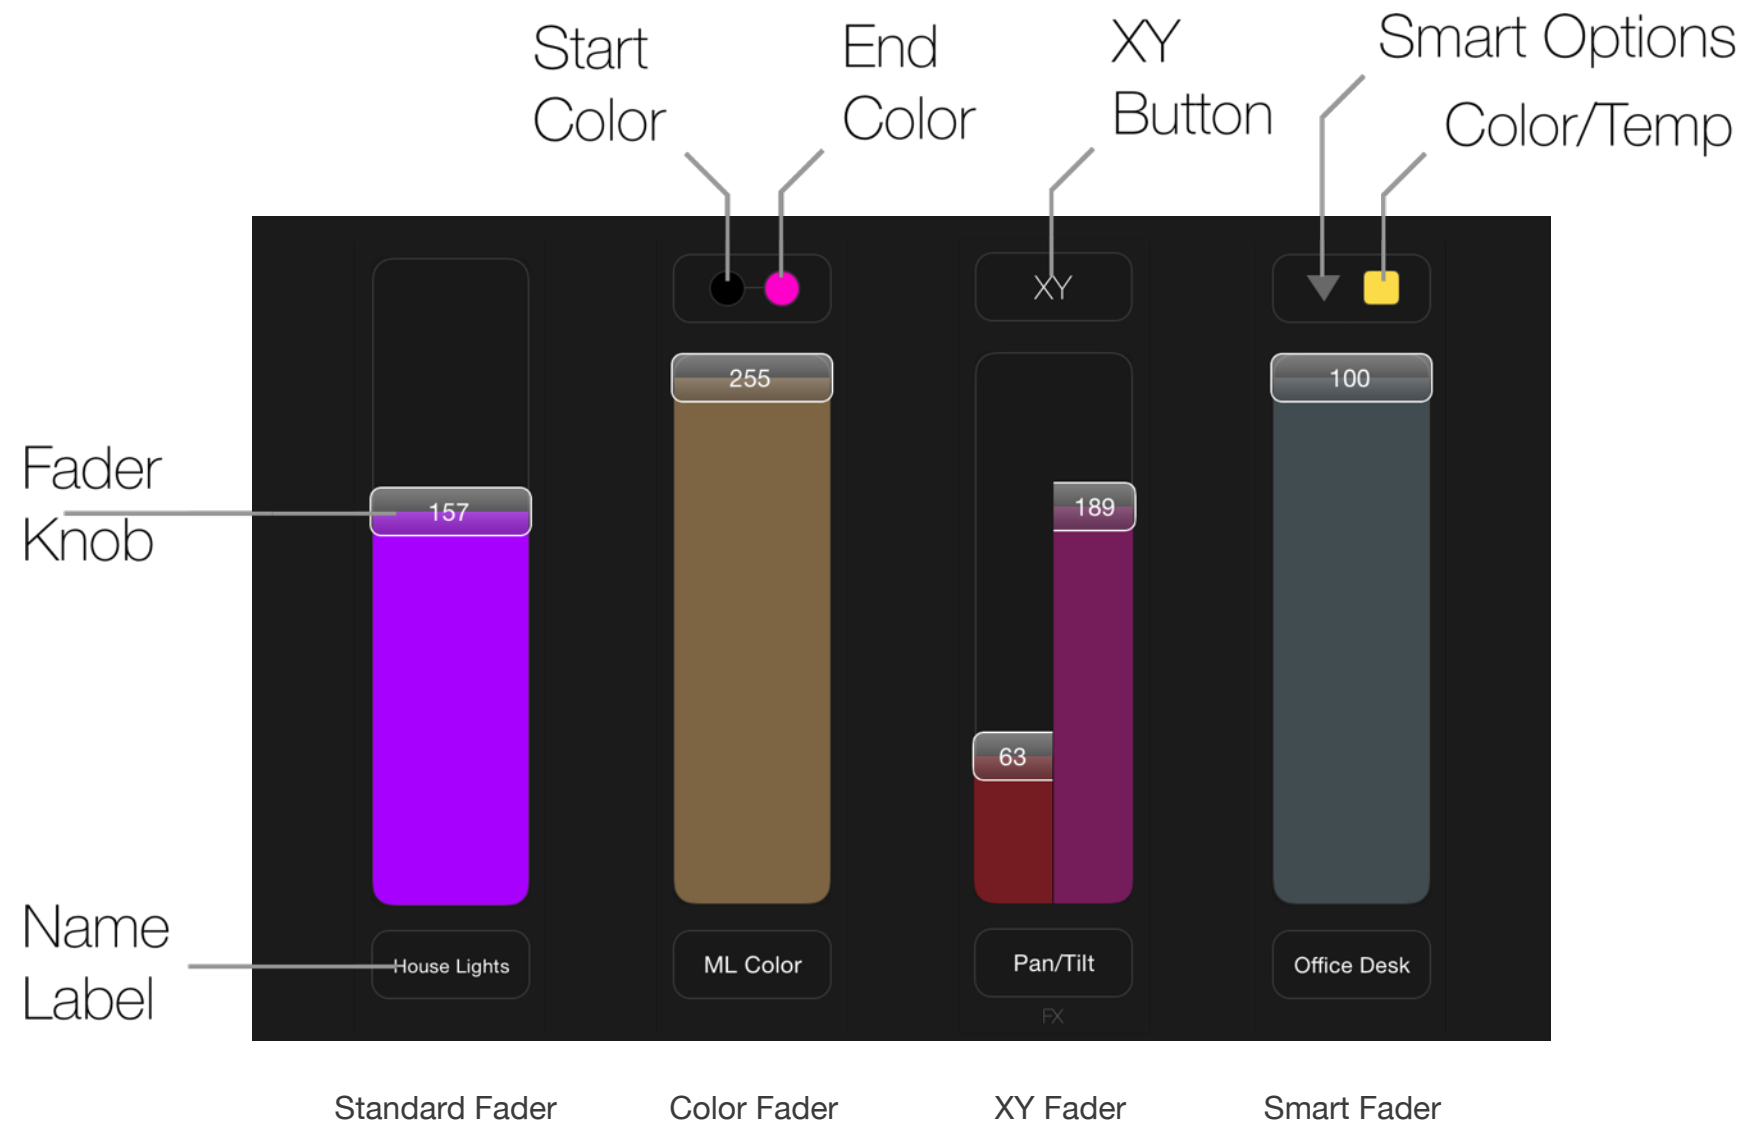 Start
Color
End
Color
XY
Button
Smart Options
Color/Temp
XY
255
100
Fader
Knob
157
189
63
Name
Label
House Lights
ML Color
Pan/Tilt
Office Desk
FX
Standard Fader
Color Fader
XY Fader
Smart Fader